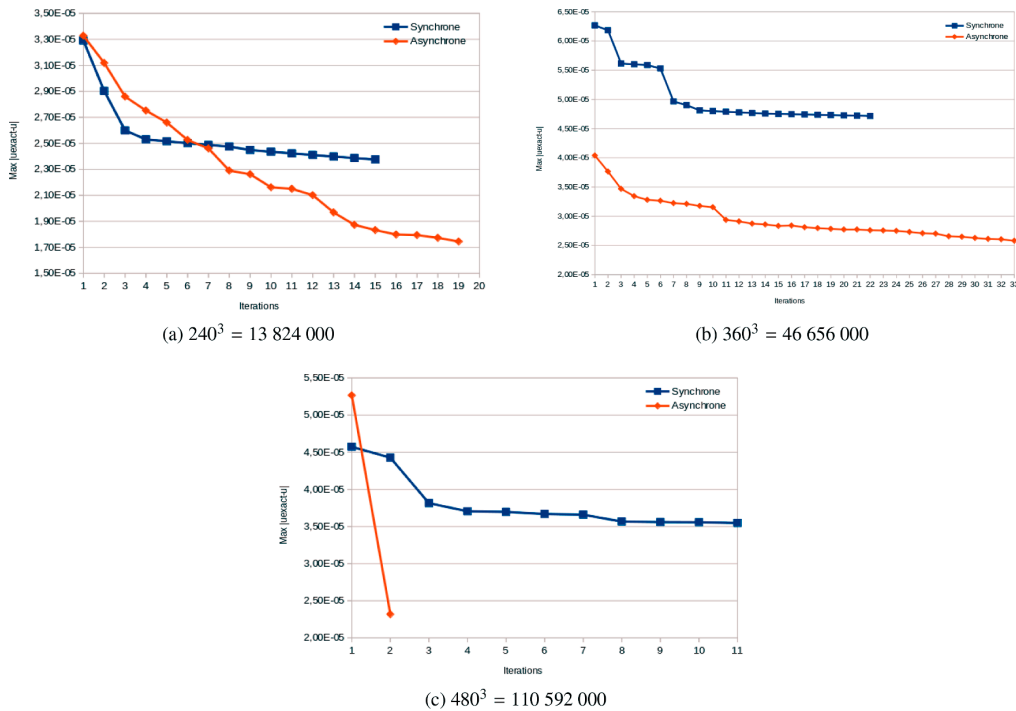 3,50E-05
3,30E-05
3,10E-05
2,90E-05
2,70E-05
2,50E-05
2,30E-05
2,10E-05
1,90E-05
1,70E-05
1,50E-05
Max |uexact-u|
Synchrone
Asynchrone
1 2 3 4 5 6 7 8 9 10 11 12 13 14 15 16 17 18 19 20
Iterations
(a) 240³ = 13 824 000
6,50E-05
6,00E-05
5,50E-05
5,00E-05
4,50E-05
4,00E-05
3,50E-05
3,00E-05
2,50E-05
2,00E-05
Max |uexact-u|
Synchrone
Asynchrone
1 2 3 4 5 6 7 8 9 10 11 12 13 14 15 16 17 18 19 20 21 22 23 24 25 26 27 28 29 30 31 32 33
Iterations
(b) 360³ = 46 656 000
5,50E-05
5,00E-05
4,50E-05
4,00E-05
3,50E-05
3,00E-05
2,50E-05
2,00E-05
Max |uexact-u|
Synchrone
Asynchrone
1 2 3 4 5 6 7 8 9 10 11
Iterations
(c) 480³ = 110 592 000